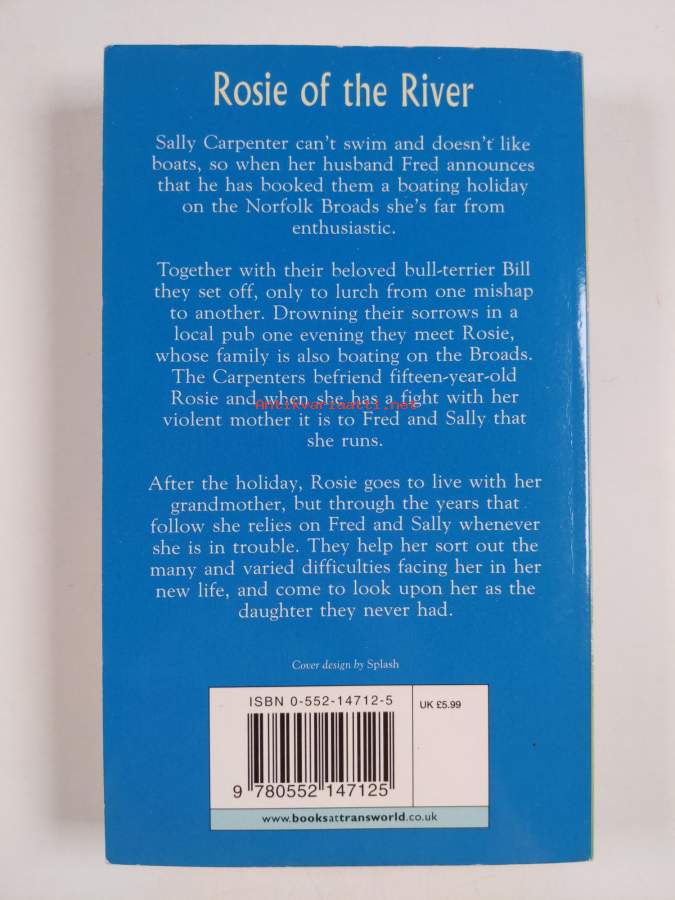 Rosie of the River
Sally Carpenter can't swim and doesn't like
boats, so when her husband Fred announces
that he has booked them a boating holiday
on the Norfolk Broads she's far from
enthusiastic.
Together with their beloved bull-terrier Bill
they set off, only to lurch from one mishap
to another. Drowning their sorrows in a
local pub one evening they meet Rosie,
whose family is also boating on the Broads.
The Carpenters befriend fifteen-year-old
Rosie and when she has a fight with her
Antikvariaatti.net
violent mother it is to Fred and Sally that
she runs.
After the holiday, Rosie goes to live with her
grandmother, but through the years that
follow she relies on Fred and Sally whenever
she is in trouble. They help her sort out the
many and varied difficulties facing her in her
new life, and come to look upon her as the
daughter they never had.
Cover design by Splash
ISBN 0-552-14712-5
UK £5.99
9 780552 147125
www.booksattransworld.co.uk